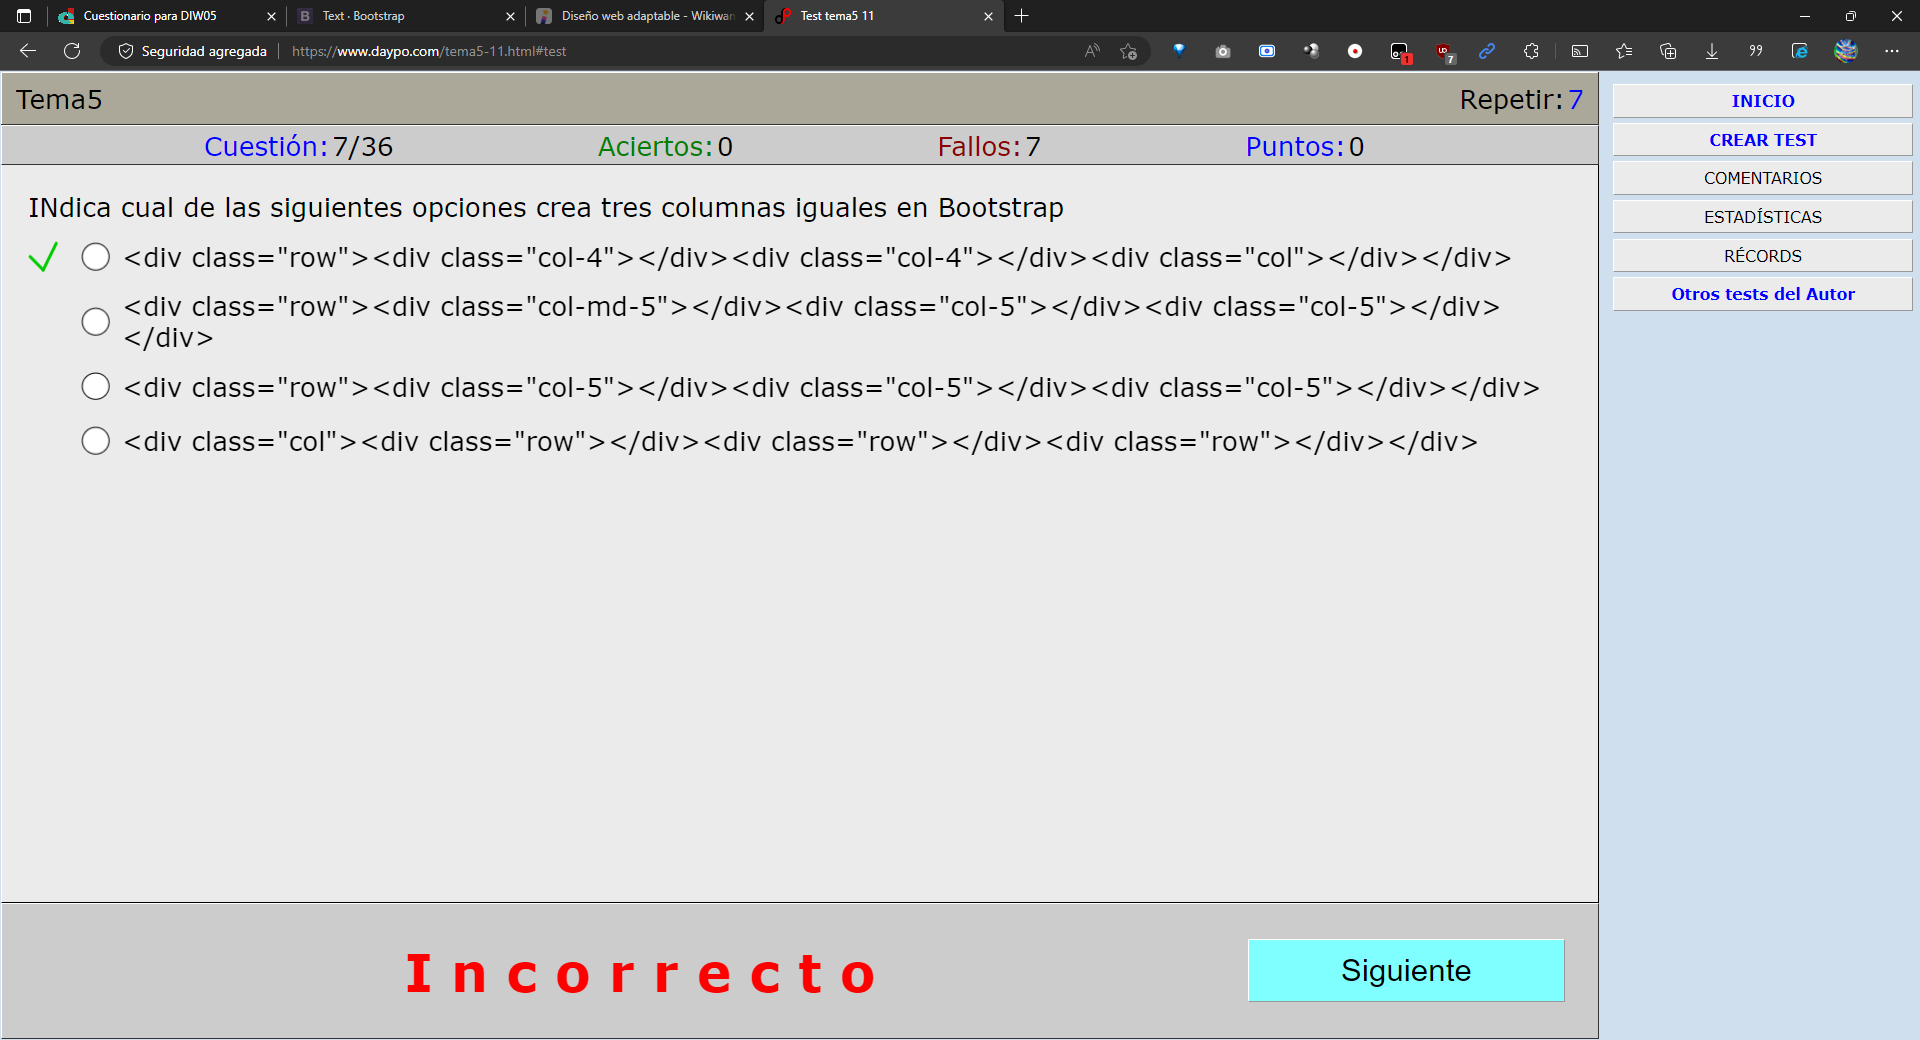 Cuestionario para DIW05
Text · Bootstrap
Diseño web adaptable - Wikiwan
Test tema5 11
Seguridad agregada
https://www.daypo.com/tema5-11.html#test
1
7
Tema5
Repetir:7
Cuestión:7/36
Aciertos:0
Fallos:7
Puntos:0
INdica cual de las siguientes opciones crea tres columnas iguales en Bootstrap
<div class="row"><div class="col-4"></div><div class="col-4"></div><div class="col"></div></div>
<div class="row"><div class="col-md-5"></div><div class="col-5"></div><div class="col-5"></div>
</div>
<div class="row"><div class="col-5"></div><div class="col-5"></div><div class="col-5"></div></div>
<div class="col"><div class="row"></div><div class="row"></div><div class="row"></div></div>
Incorrecto
Siguiente
INICIO
CREAR TEST
COMENTARIOS
ESTADÍSTICAS
RÉCORDS
Otros tests del Autor